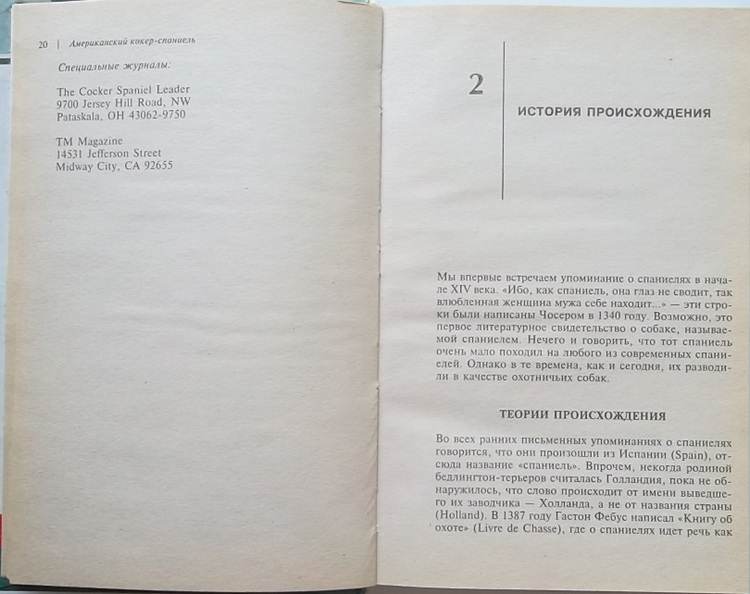 20 | Американский кокер-спаниель
Специальные журналы:
The Cocker Spaniel Leader
9700 Jersey Hill Road, NW
Pataskala, OH 43062-9750
TM Magazine
14531 Jefferson Street
Midway City, CA 92655
2
ИСТОРИЯ ПРОИСХОЖДЕНИЯ
Мы впервые встречаем упоминание о спаниелях в нача-
ле XIV века. «Ибо, как спаниель, она глаз не сводит, так
влюбленная женщина мужа себе находит...» — эти стро-
ки были написаны Чосером в 1340 году. Возможно, это
первое литературное свидетельство о собаке, называе-
мой спаниелем. Нечего и говорить, что тот спаниель
очень мало походил на любого из современных спани-
елей. Однако в те времена, как и сегодня, их разводи-
ли в качестве охотничьих собак.
ТЕОРИИ ПРОИСХОЖДЕНИЯ
Во всех ранних письменных упоминаниях о спаниелях
говорится, что они произошли из Испании (Spain), от-
сюда название «спаниель». Впрочем, некогда родиной
бедлингтон-терьеров считалась Голландия, пока не об-
наружилось, что слово происходит от имени выведше-
го их заводчика — Холланда, а не от названия страны
(Holland). В 1387 году Гастон Фебус написал «Книгу об
охоте» (Livre de Chasse), где о спаниелях идет речь как